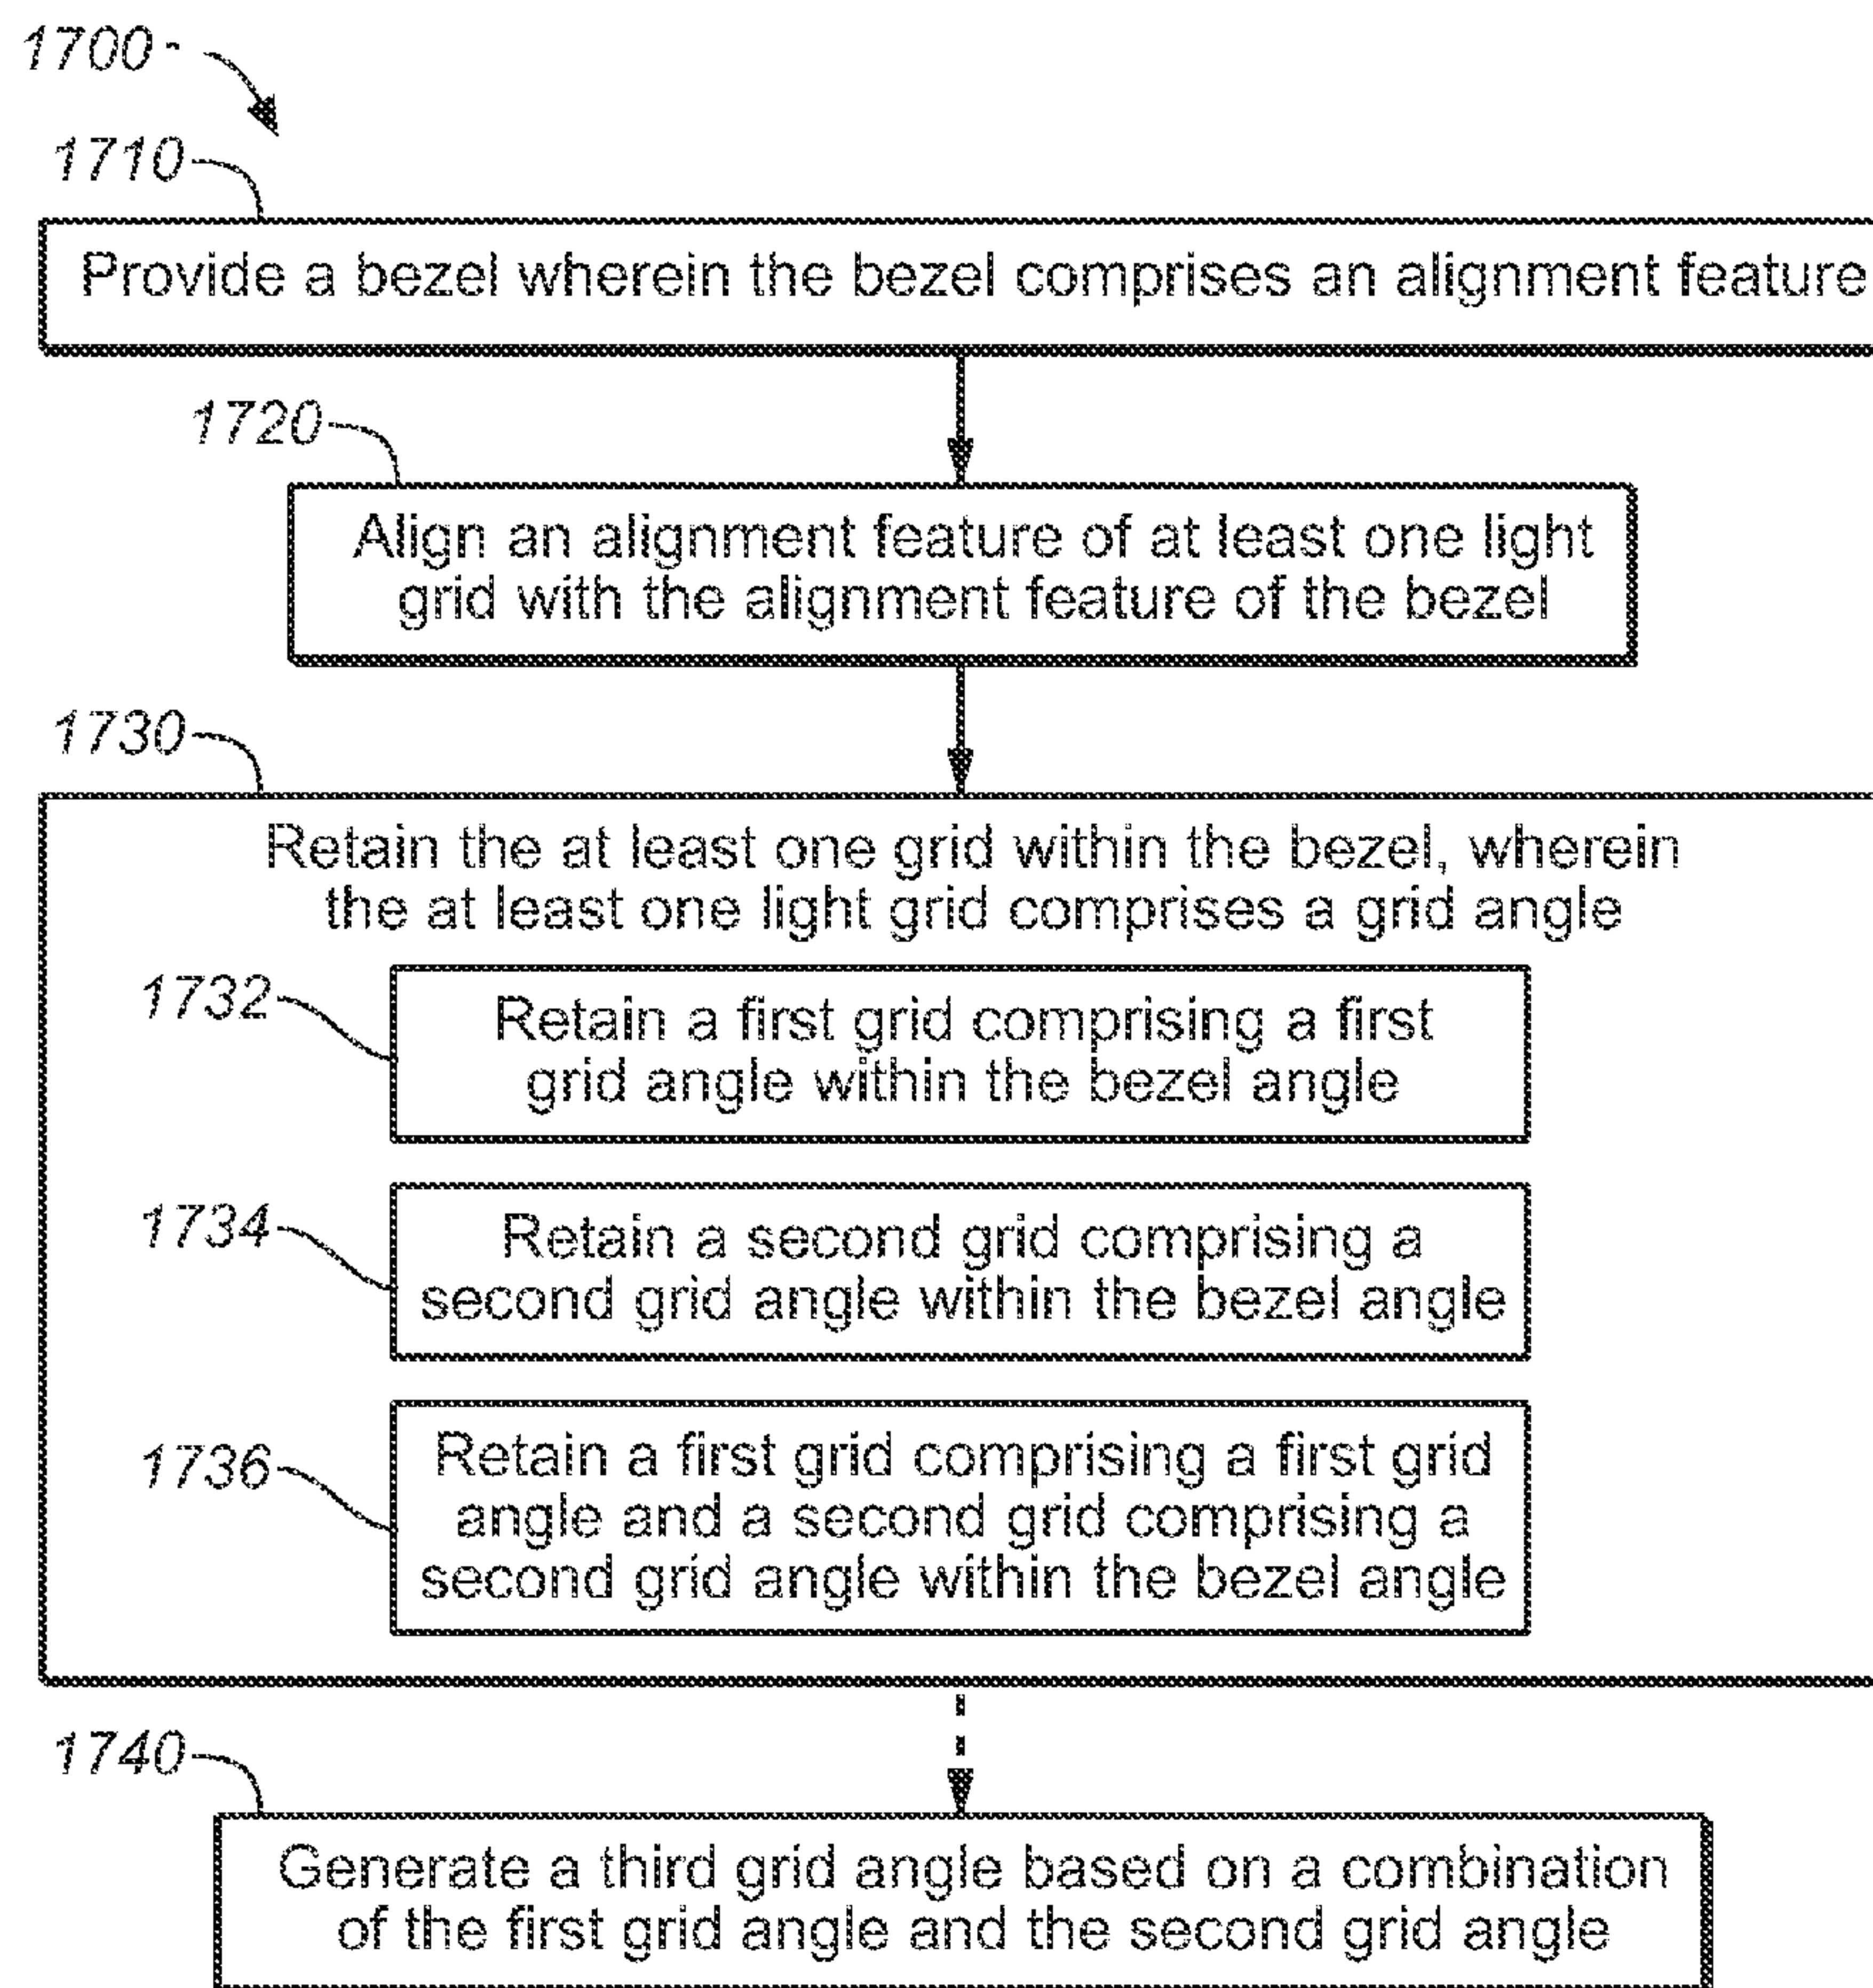 1700
1710
Provide a bezel wherein the bezel comprises an alignment feature
1720
Align an alignment feature of at least one light
grid with the alignment feature of the bezel
1730
Retain the at least one grid within the bezel, wherein
the at least one light grid comprises a grid angle
1732
Retain a first grid comprising a first
grid angle within the bezel angle
1734
Retain a second grid comprising a
second grid angle within the bezel angle
1736
Retain a first grid comprising a first grid
angle and a second grid comprising a
second grid angle within the bezel angle
1740
Generate a third grid angle based on a combination
of the first grid angle and the second grid angle